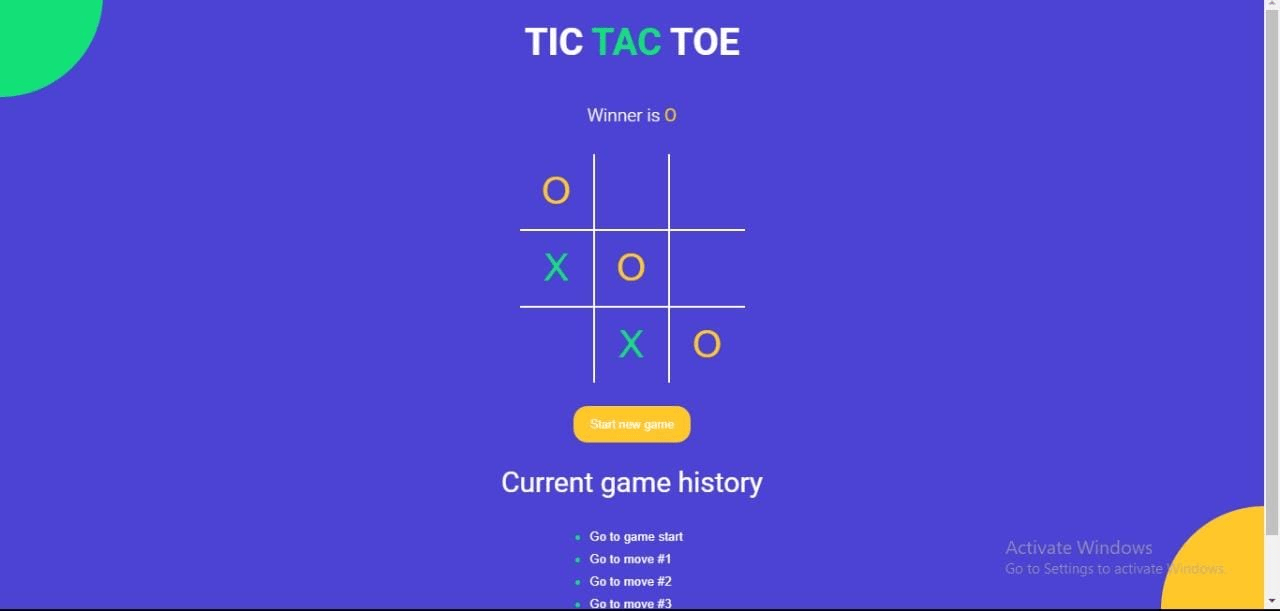 TIC TAC TOE
Winner is O
O
X O
X O
Start new game
Current game history
Go to game start
Go to move #1
Go to move #2
Go to move #3
Activate Windows
Go to Settings to activate Windows.